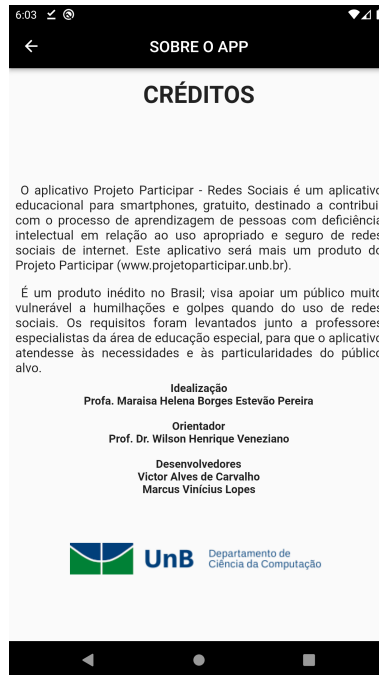 6:03
SOBRE O APP
CRÉDITOS
O aplicativo Projeto Participar - Redes Sociais é um aplicativo
educacional para smartphones, gratuito, destinado a contribui
com o processo de aprendizagem de pessoas com deficiência
intelectual em relação ao uso apropriado e seguro de redes
sociais de internet. Este aplicativo será mais um produto do
Projeto Participar (www.projetoparticipar.unb.br).
É um produto inédito no Brasil; visa apoiar um público muito
vulnerável a humilhações e golpes quando do uso de redes
sociais. Os requisitos foram levantados junto a professores
especialistas da área de educação especial, para que o aplicativo
atendesse às necessidades e às particularidades do público
alvo.
Idealização
Profa. Maraisa Helena Borges Estevão Pereira
Orientador
Prof. Dr. Wilson Henrique Veneziano
Desenvolvedores
Victor Alves de Carvalho
Marcus Vinícius Lopes
UnB
Departamento de
Ciência da Computação